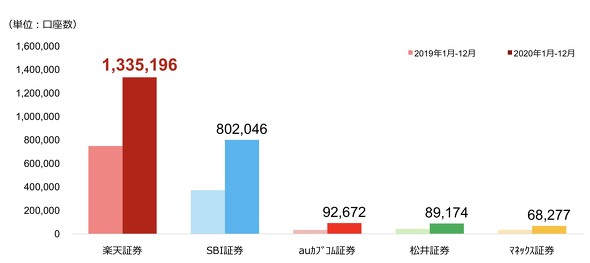 （単位：口座数）
1,600,000
1,400,000
1,200,000
1,000,000
800,000
600,000
400,000
200,000
0
2019年1月-12月
2020年1月-12月
1,335,196
802,046
92,672
89,174
68,277
楽天証券
SBI証券
auｶﾌﾞｺﾑ証券
松井証券
ﾏﾈｯｸｽ証券